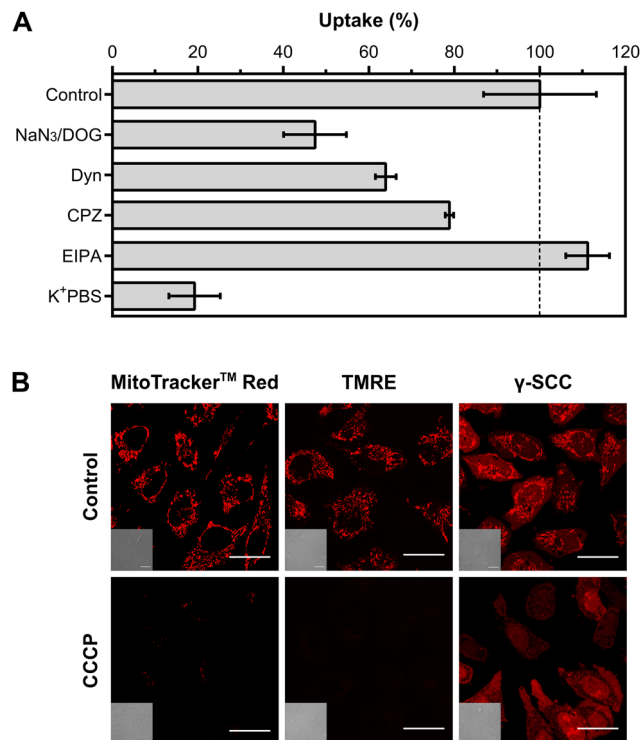 A
Uptake (%)
0 20 40 60 80 100 120
Control
NaN₃/DOG
Dyn
CPZ
EIPA
K⁺PBS
B
MitoTracker™ Red TMRE γ-SCC
Control
CCCP